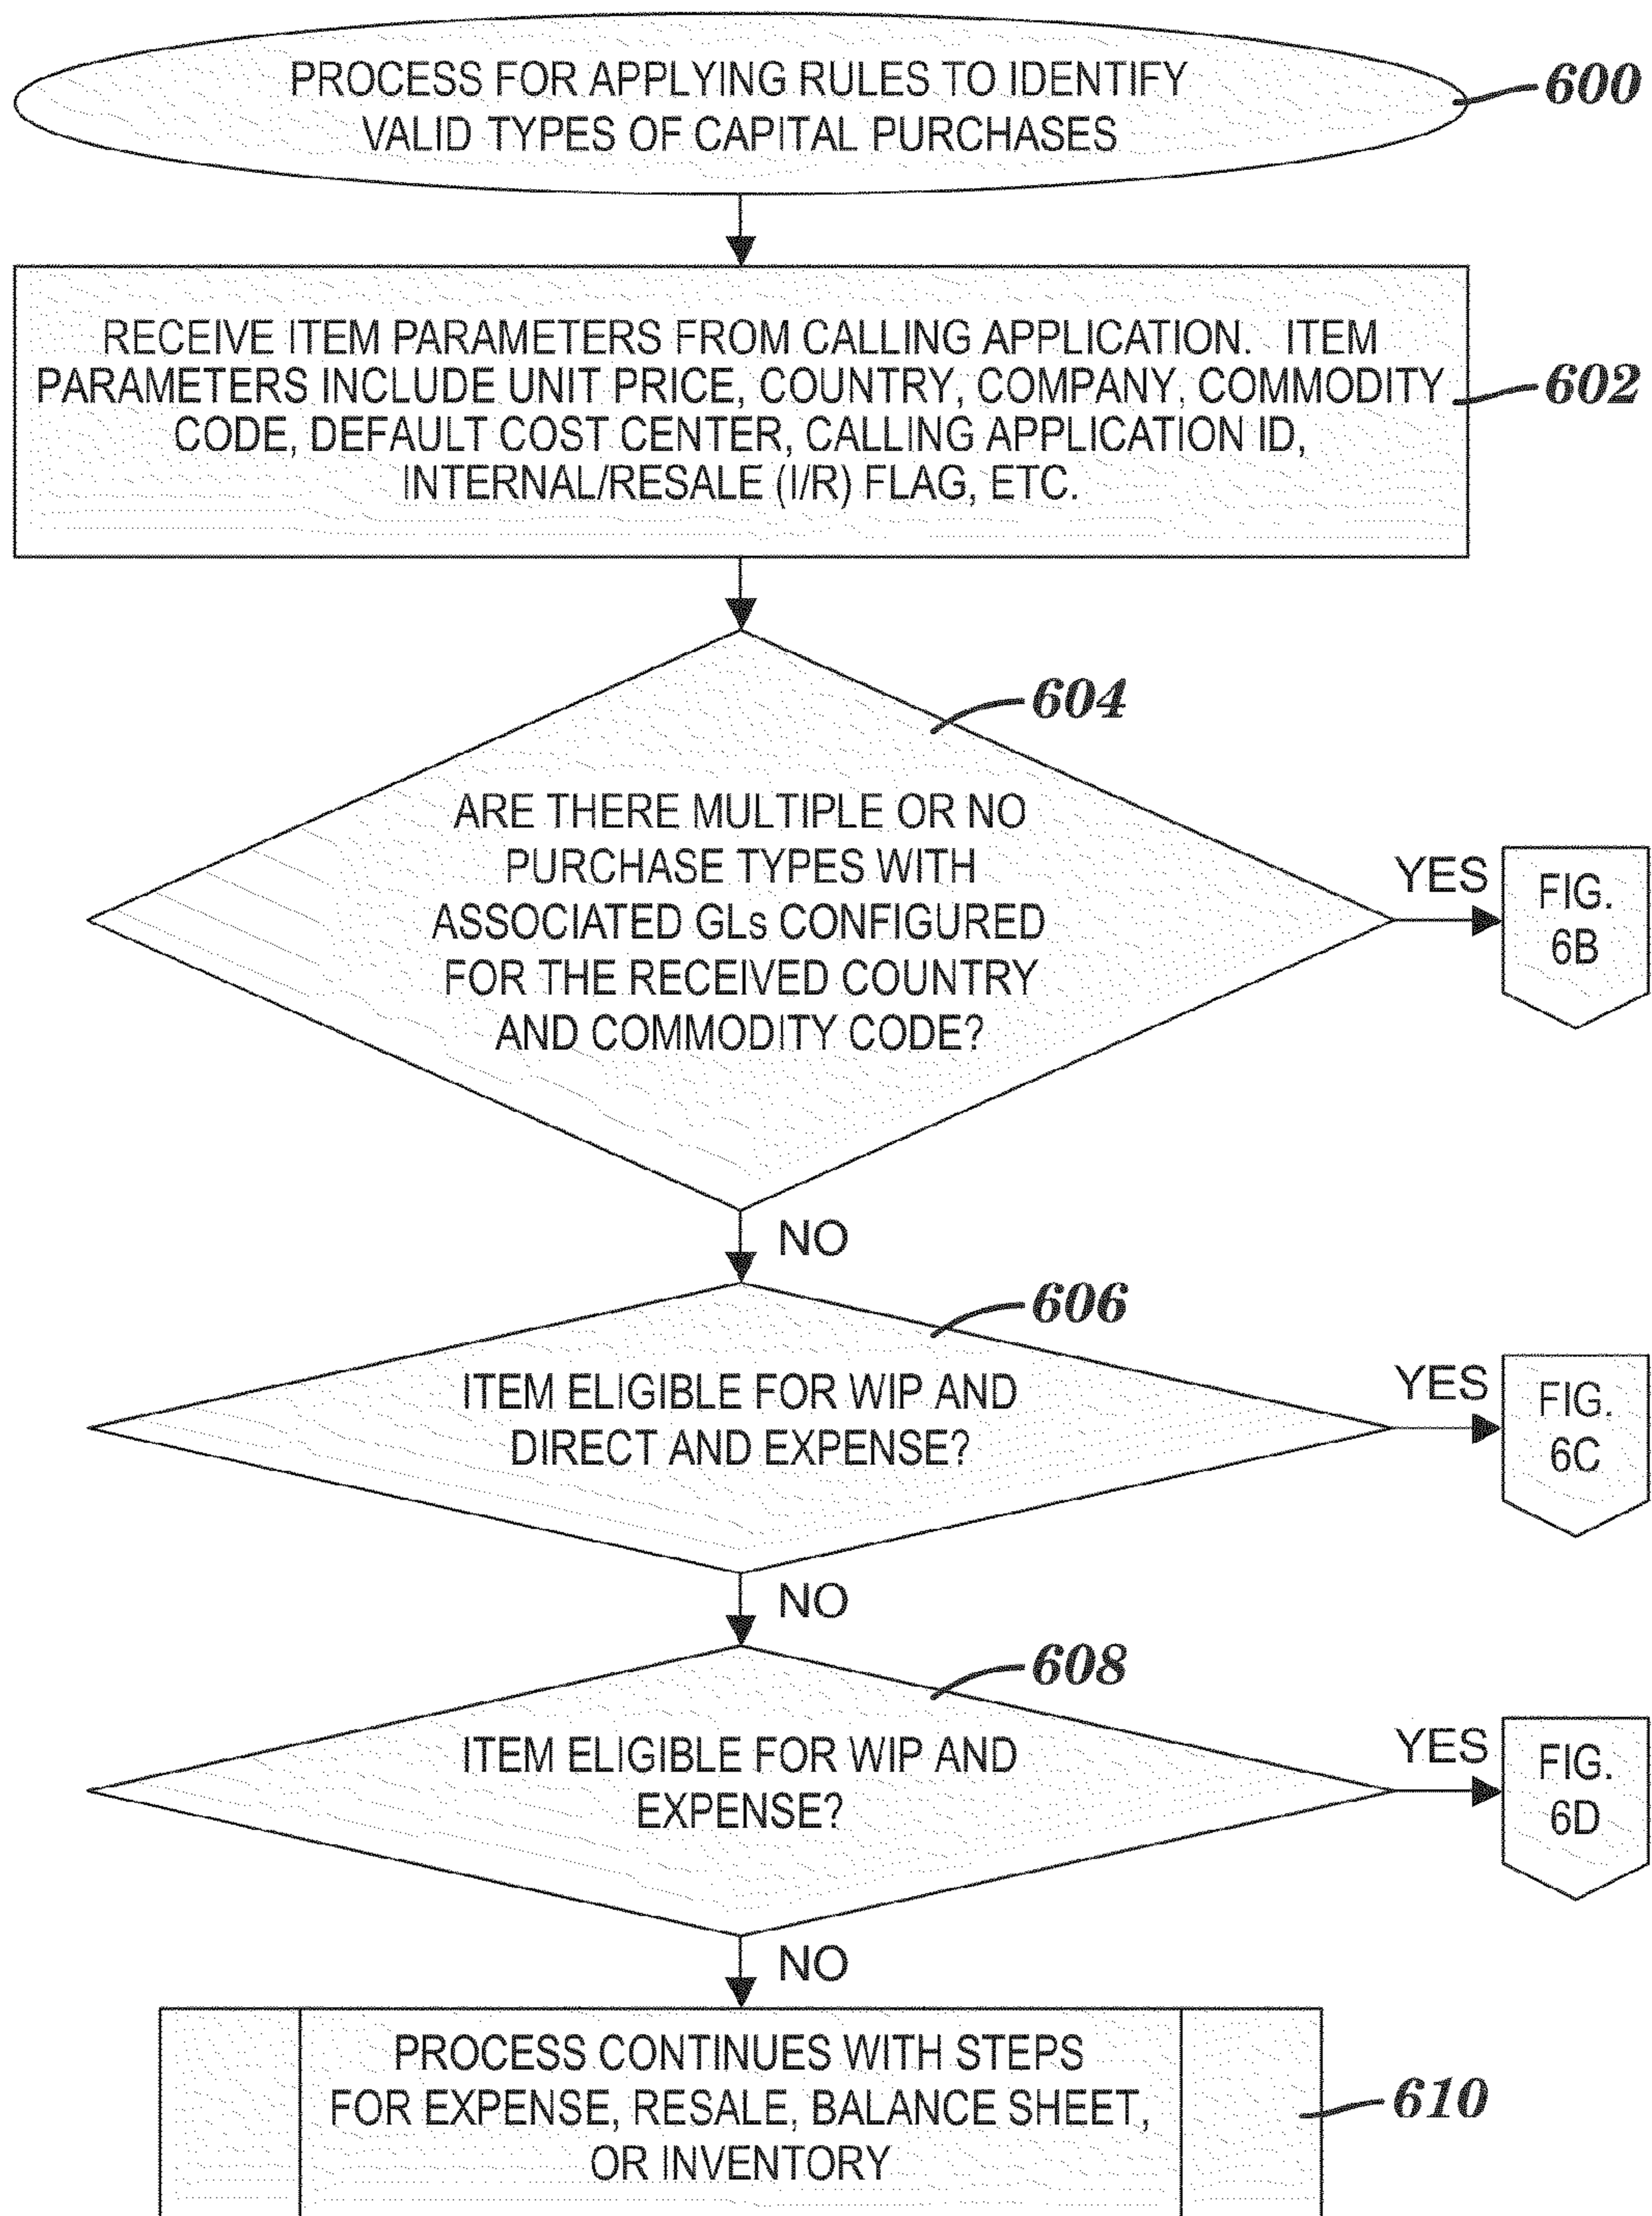 PROCESS FOR APPLYING RULES TO IDENTIFY
VALID TYPES OF CAPITAL PURCHASES
600
RECEIVE ITEM PARAMETERS FROM CALLING APPLICATION. ITEM
PARAMETERS INCLUDE UNIT PRICE, COUNTRY, COMPANY, COMMODITY
CODE, DEFAULT COST CENTER, CALLING APPLICATION ID,
INTERNAL/RESALE (I/R) FLAG, ETC.
602
604
ARE THERE MULTIPLE OR NO
PURCHASE TYPES WITH
ASSOCIATED GLs CONFIGURED
FOR THE RECEIVED COUNTRY
AND COMMODITY CODE?
YES
FIG.
6B
NO
606
ITEM ELIGIBLE FOR WIP AND
DIRECT AND EXPENSE?
YES
FIG.
6C
NO
608
ITEM ELIGIBLE FOR WIP AND
EXPENSE?
YES
FIG.
6D
NO
PROCESS CONTINUES WITH STEPS
FOR EXPENSE, RESALE, BALANCE SHEET,
OR INVENTORY
610